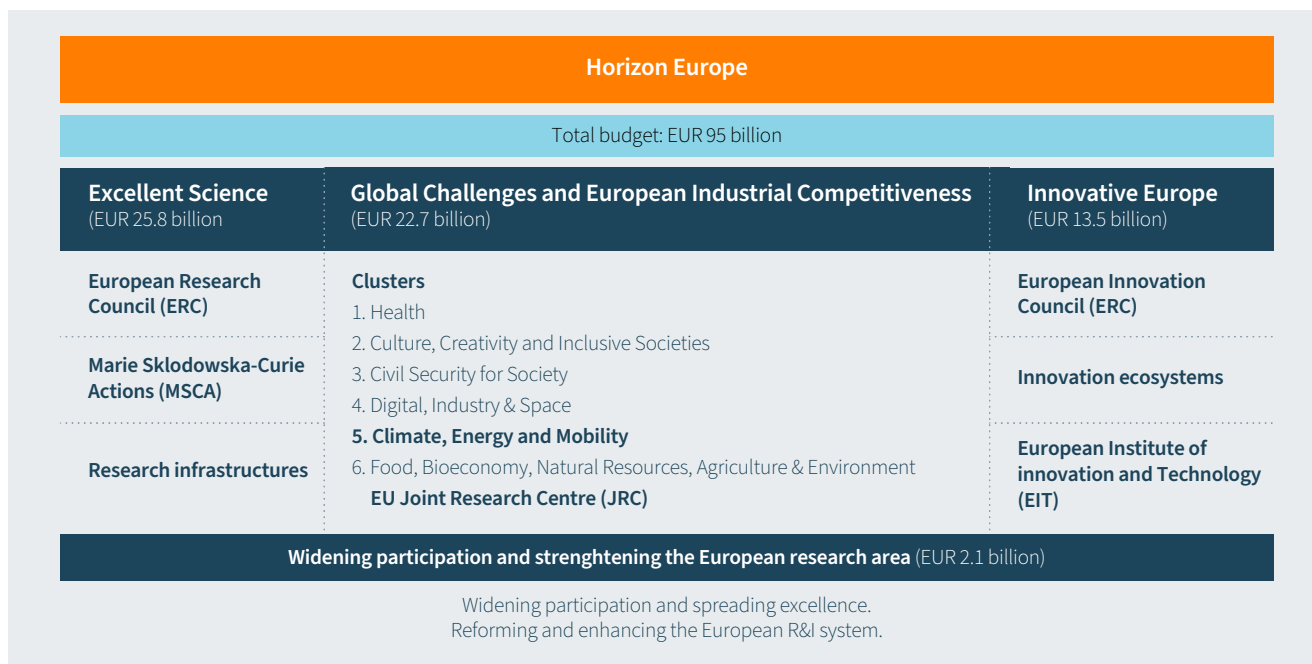 Horizon Europe
Total budget: EUR 95 billion
Excellent Science
(EUR 25.8 billion
Global Challenges and European Industrial Competitiveness
(EUR 22.7 billion)
Innovative Europe
(EUR 13.5 billion)
European Research
Council (ERC)
Marie Sklodowska-Curie
Actions (MSCA)
Research infrastructures
Clusters
1. Health
2. Culture, Creativity and Inclusive Societies
3. Civil Security for Society
4. Digital, Industry & Space
5. Climate, Energy and Mobility
6. Food, Bioeconomy, Natural Resources, Agriculture & Environment
EU Joint Research Centre (JRC)
European Innovation
Council (ERC)
Innovation ecosystems
European Institute of
innovation and Technology
(EIT)
Widening participation and strenghtening the European research area (EUR 2.1 billion)
Widening participation and spreading excellence.
Reforming and enhancing the European R&I system.